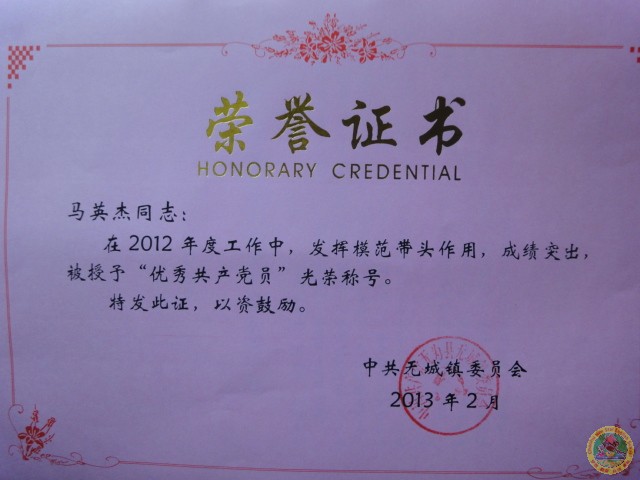 荣誉证书
HONORARY CREDENTIAL
马英杰同志：
在2012年度工作中，发挥模范带头作用，成绩突出，
被授予“优秀共产党员”光荣称号。
特发此证，以资鼓励。
中共无城镇委员会
2013年2月